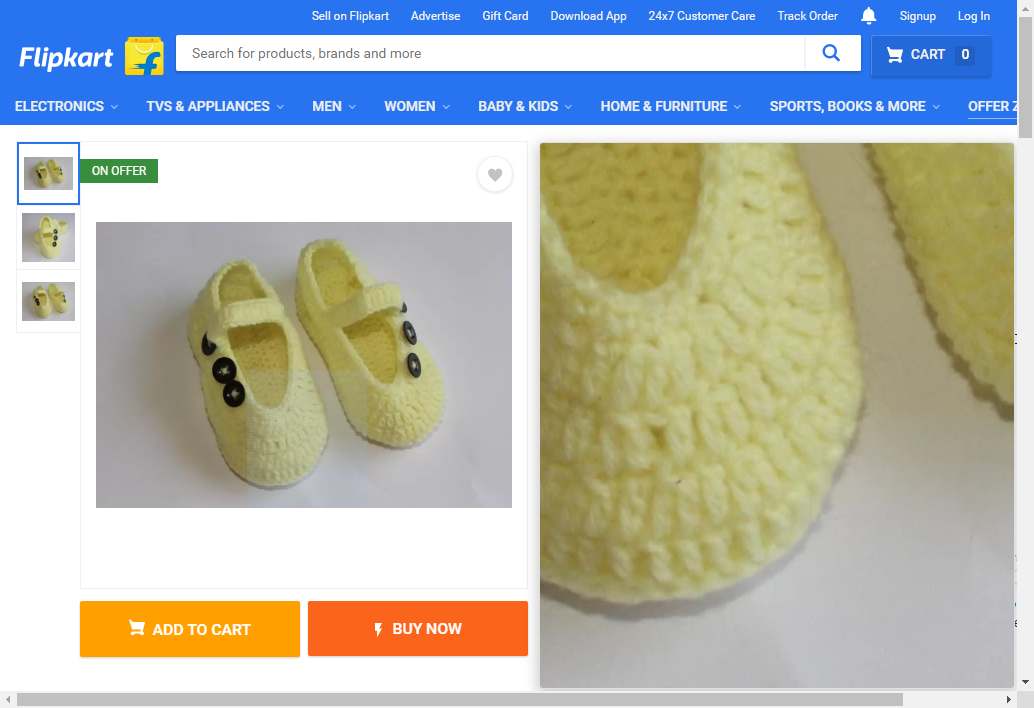 Sell on Flipkart Advertise Gift Card Download App 24x7 Customer Care Track Order Signup Log In
Flipkart
Search for products, brands and more
CART 0
ELECTRONICS TVS & APPLIANCES MEN WOMEN BABY & KIDS HOME & FURNITURE SPORTS, BOOKS & MORE OFFER Z
ON OFFER
ADD TO CART
BUY NOW